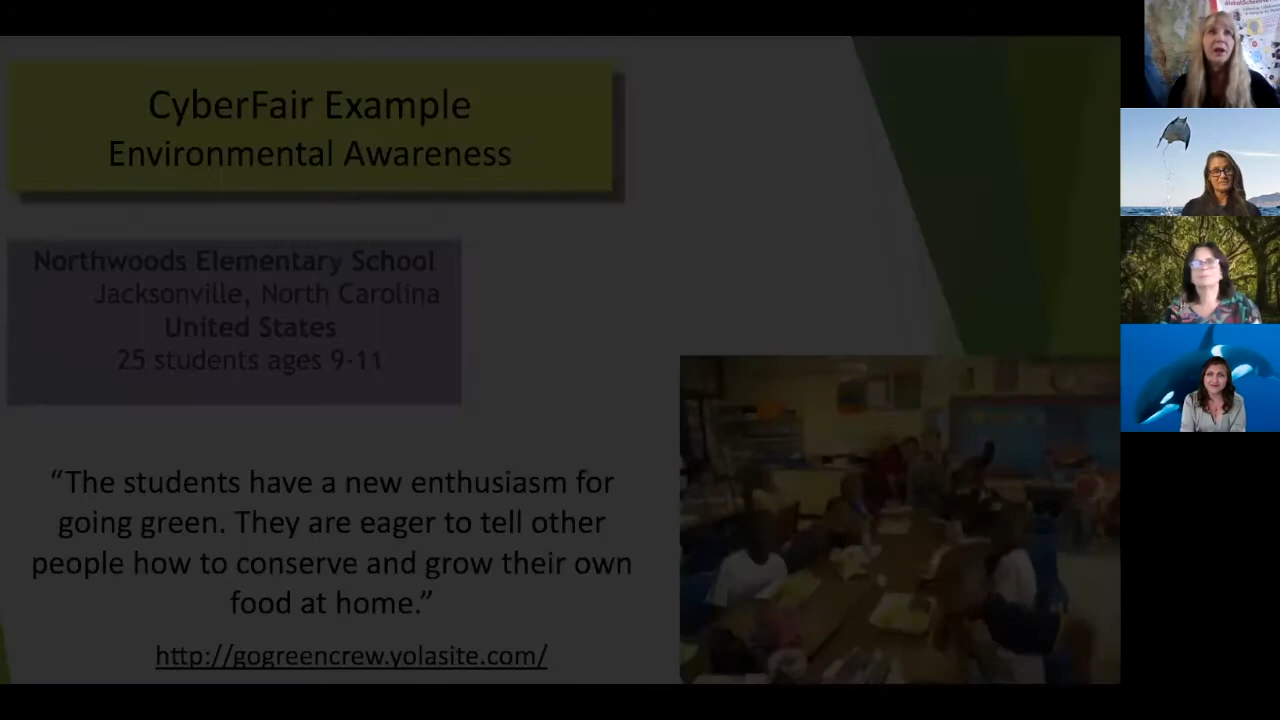 CyberFair Example
Environmental Awareness
Northwoods Elementary School
Jacksonville, North Carolina
United States
25 students ages 9-11
“The students have a new enthusiasm for
going green. They are eager to tell other
people how to conserve and grow their own
food at home.”
http://gogreencrew.yolasite.com/